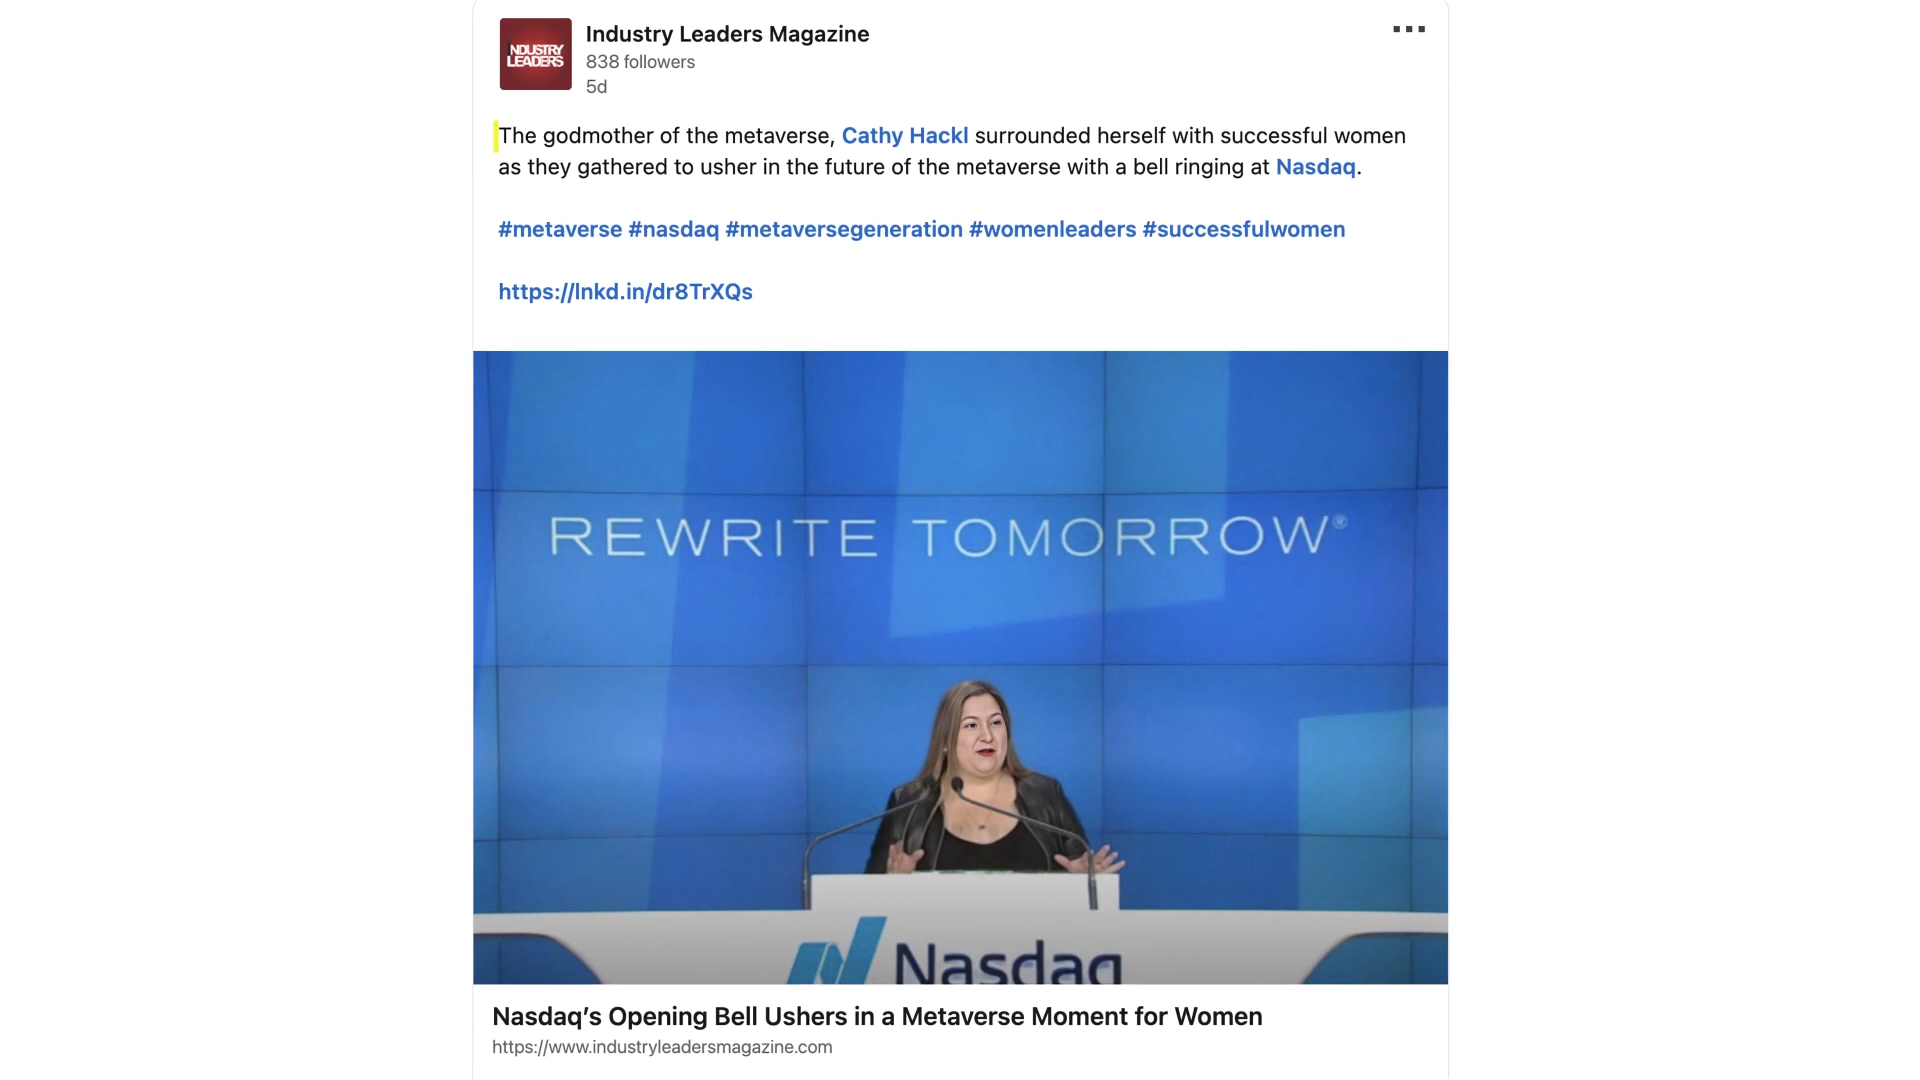 INDUSTRY
LEADERS
Industry Leaders Magazine
838 followers
5d
The godmother of the metaverse, Cathy Hackl surrounded herself with successful women
as they gathered to usher in the future of the metaverse with a bell ringing at Nasdaq.
#metaverse #nasdaq #metaversegeneration #womenleaders #successfulwomen
https://lnkd.in/dr8TrXQs
REWRITE TOMORROW®
Nasdaq
Nasdaq’s Opening Bell Ushers in a Metaverse Moment for Women
https://www.industryleadersmagazine.com